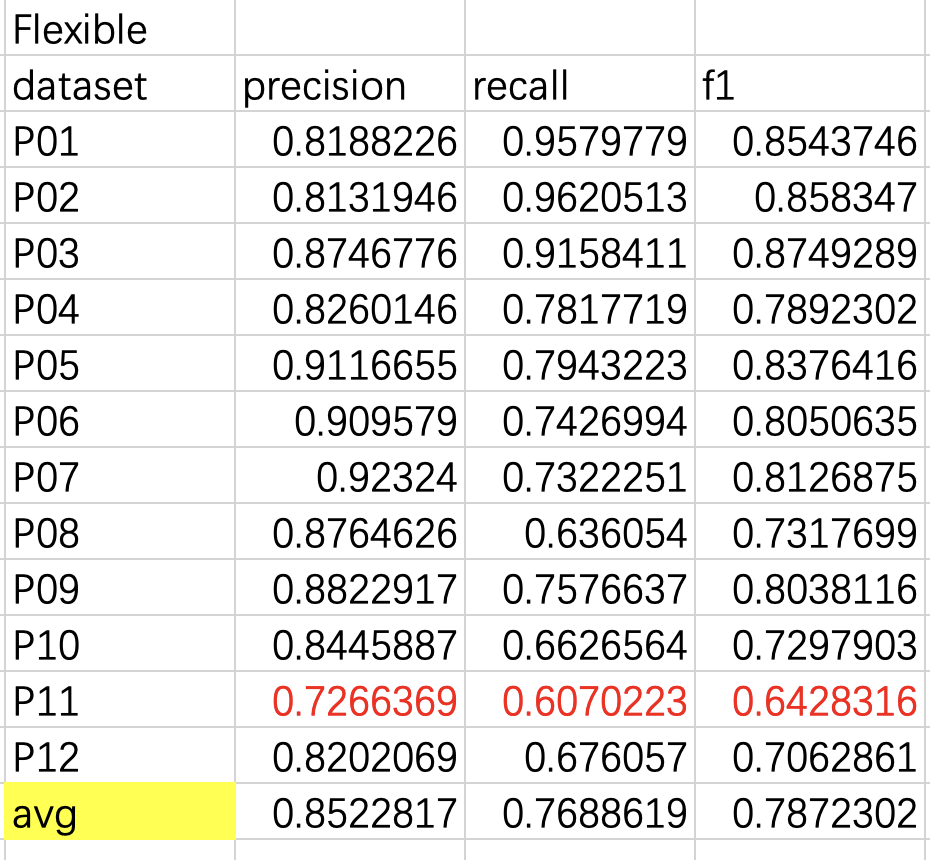 Flexible
dataset precision recall f1
P01 0.8188226 0.9579779 0.8543746
P02 0.8131946 0.9620513 0.858347
P03 0.8746776 0.9158411 0.8749289
P04 0.8260146 0.7817719 0.7892302
P05 0.9116655 0.7943223 0.8376416
P06 0.909579 0.7426994 0.8050635
P07 0.92324 0.7322251 0.8126875
P08 0.8764626 0.636054 0.7317699
P09 0.8822917 0.7576637 0.8038116
P10 0.8445887 0.6626564 0.7297903
P11 0.7266369 0.6070223 0.6428316
P12 0.8202069 0.676057 0.7062861
avg 0.8522817 0.7688619 0.7872302